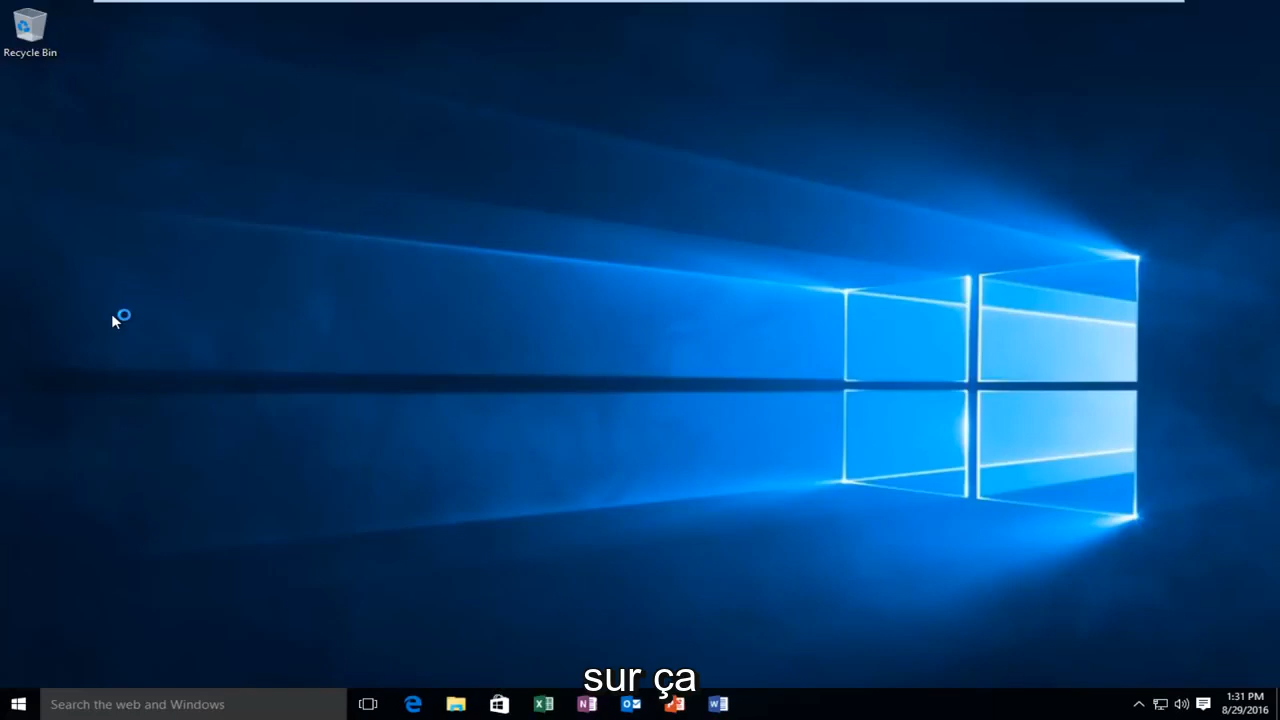 Recycle Bin
sur ça
Search the web and Windows
1:31 PM
8/29/2016